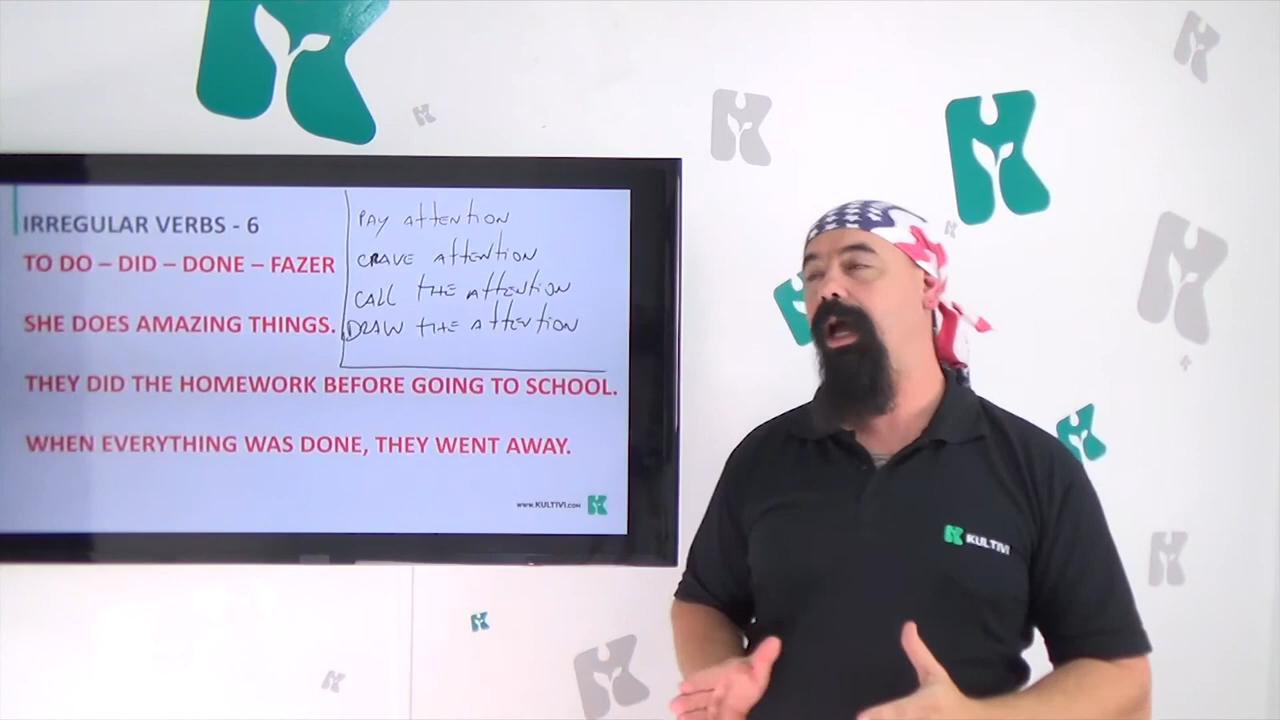 IRREGULAR VERBS - 6
TO DO – DID – DONE – FAZER
SHE DOES AMAZING THINGS.
THEY DID THE HOMEWORK BEFORE GOING TO SCHOOL.
WHEN EVERYTHING WAS DONE, THEY WENT AWAY.
PAY attention
CRAVE attention
CALL THE attention
DRAW THE attention
www.KULTIVI.com
KULTIVI